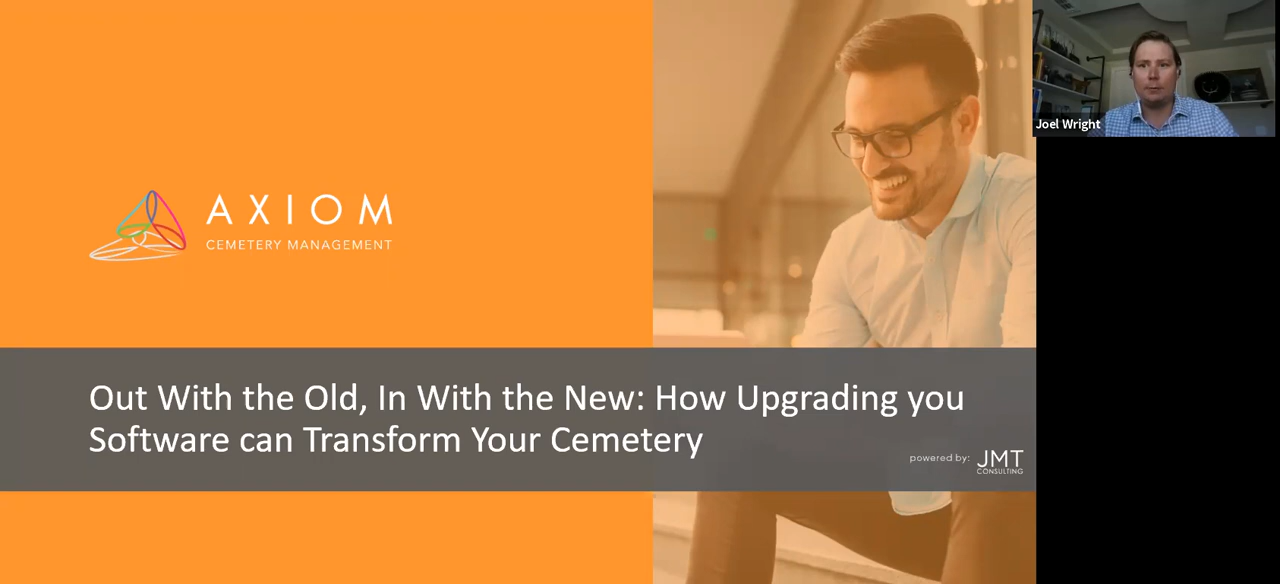 AXIOM
CEMETERY MANAGEMENT
Joel Wright
Out With the Old, In With the New: How Upgrading you
Software can Transform Your Cemetery
powered by: JMT
CONSULTING